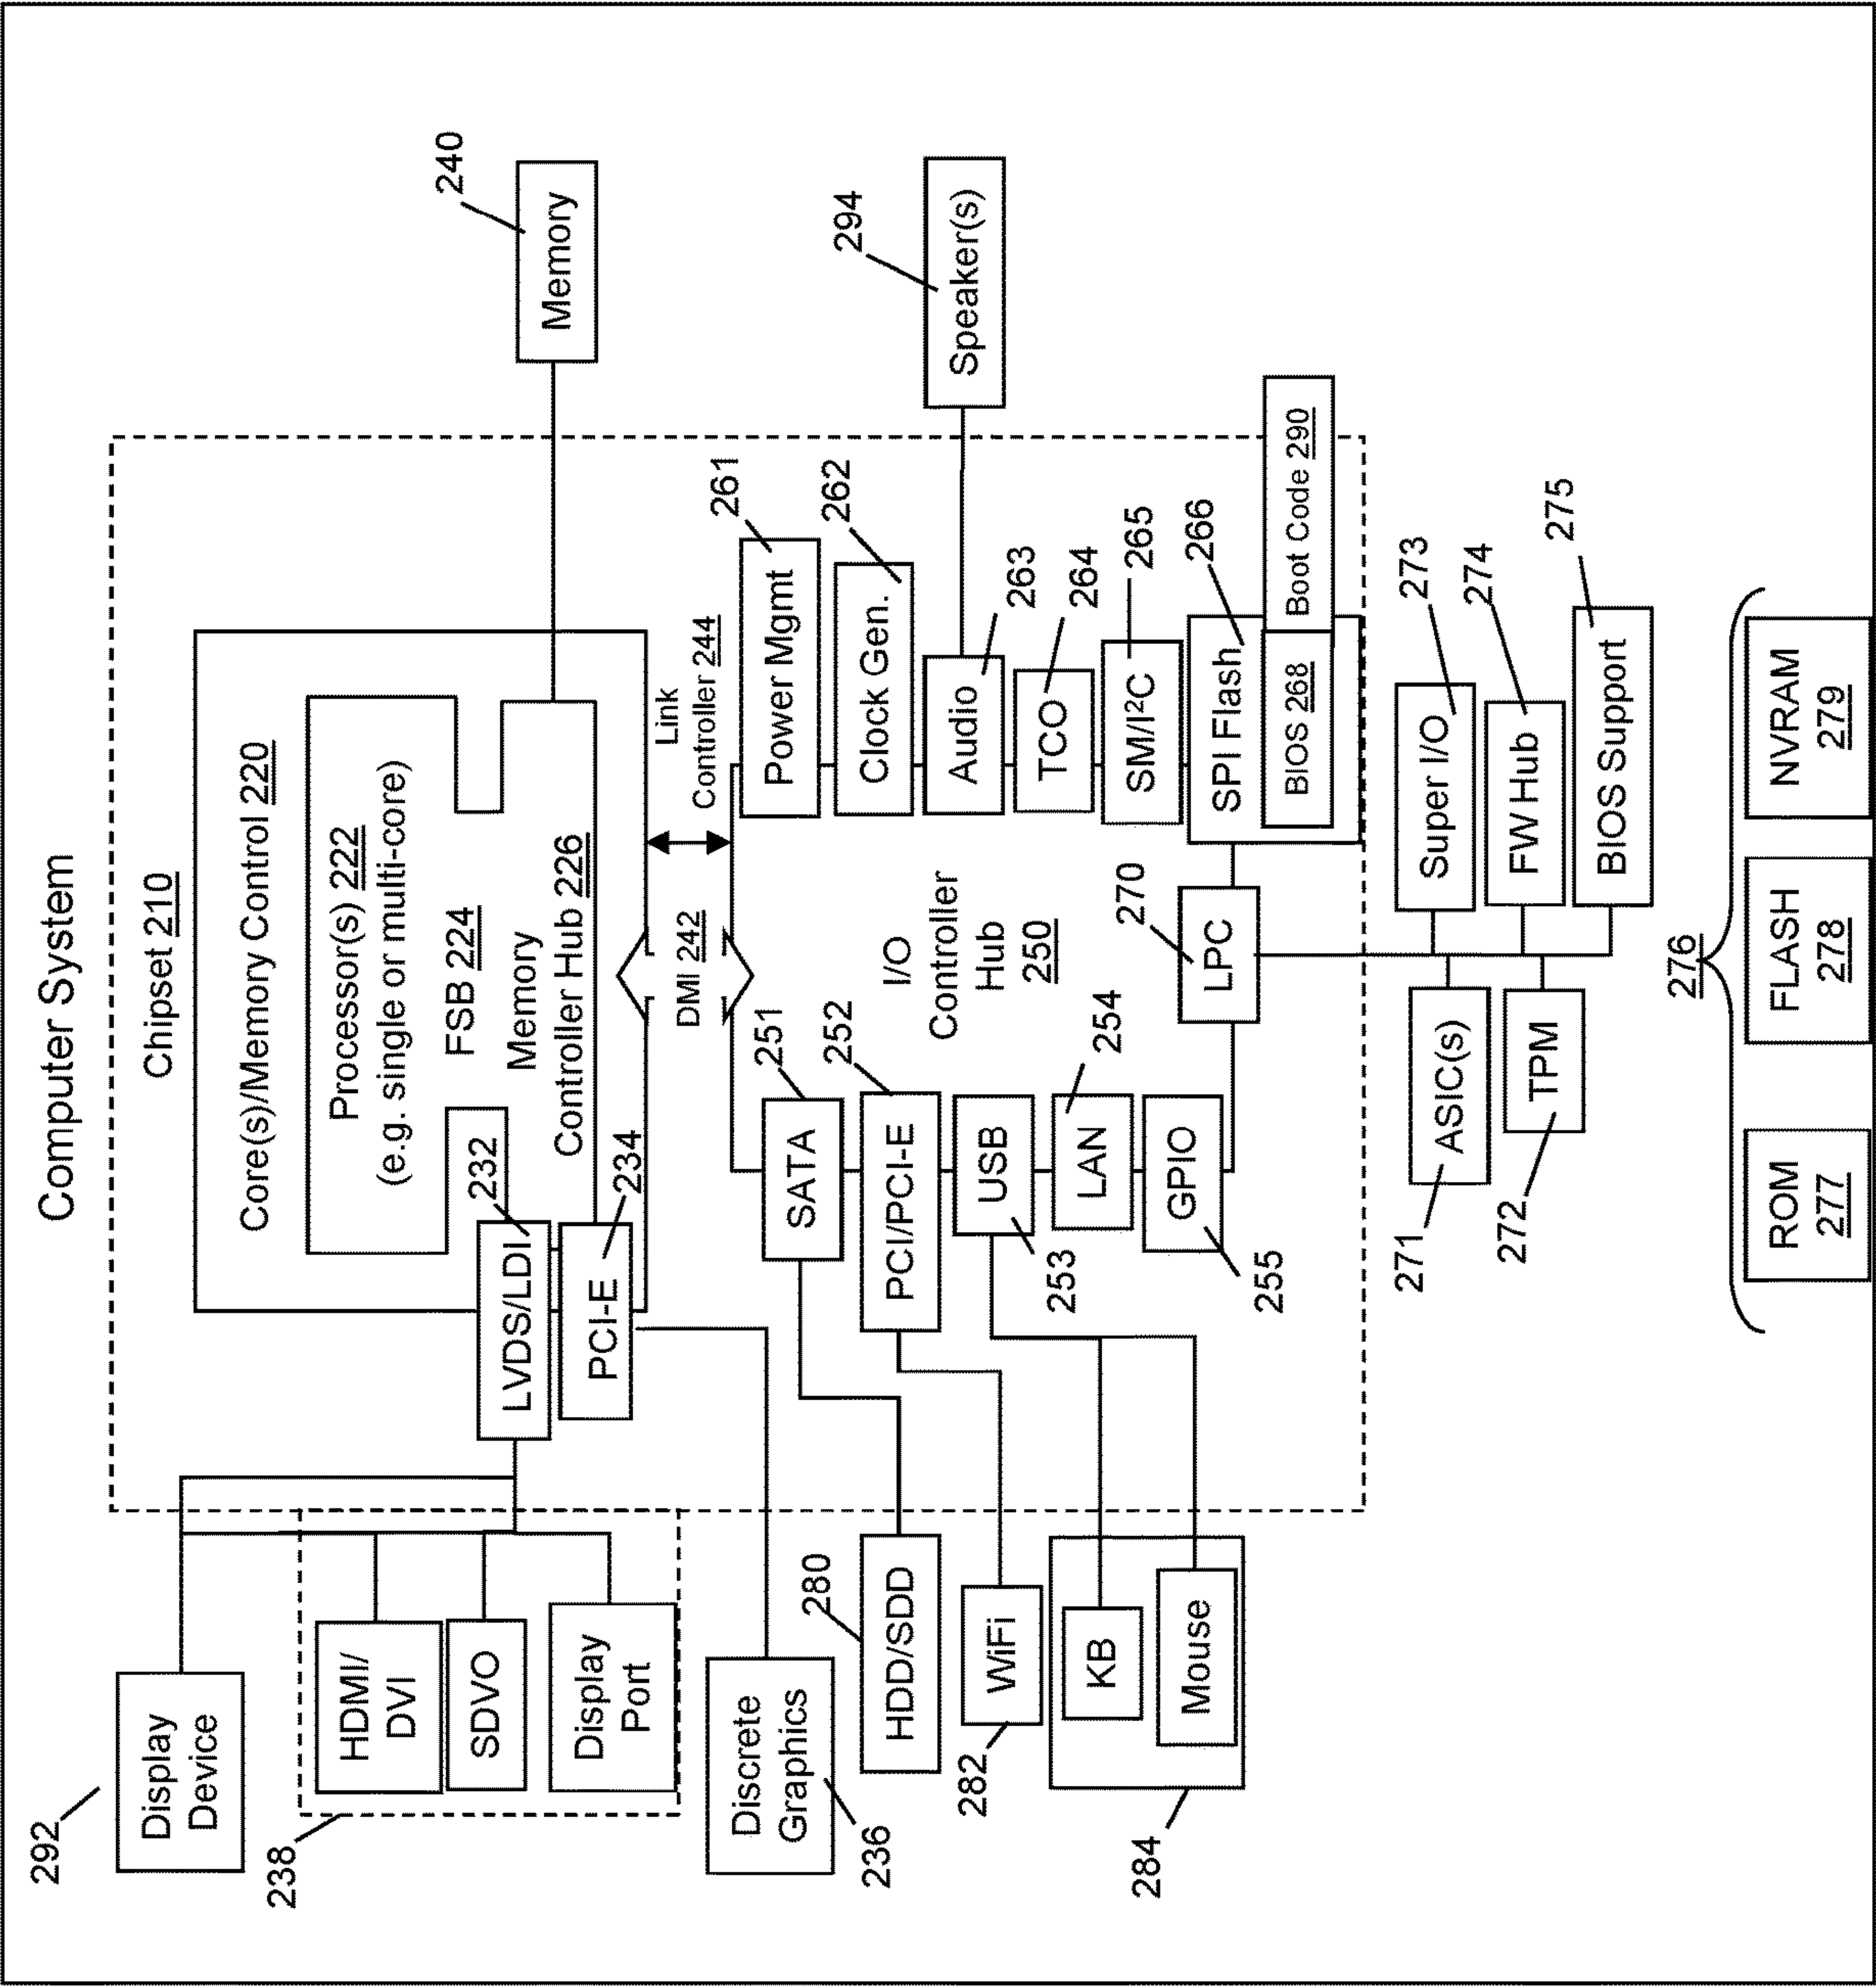 Computer System
Chipset 210
Core(s)/Memory Control 220
Processor(s) 222
(e.g. single or multi-core)
FSB 224
Memory
Controller Hub 226
240
Memory
292
Display
Device
238
HDMI/
DVI
SDVO
Display
Port
232
LVDS/LDI
234
PCI-E
Discrete
Graphics
236
DMI 242
Link
Controller 244
I/O
Controller
Hub 250
251
SATA
252
PCI/PCI-E
USB
253
254
LAN
GPIO
255
280
HDD/SDD
WiFi
282
KB
Mouse
284
261
Power Mgmt
262
Clock Gen.
Audio
263
294
Speaker(s)
TCO
264
SM/I²C
265
SPI Flash
266
BIOS 268
Boot Code 290
270
LPC
271
ASIC(s)
272
TPM
Super I/O
273
FW Hub
274
BIOS Support
275
276
ROM
277
FLASH
278
NVRAM
279